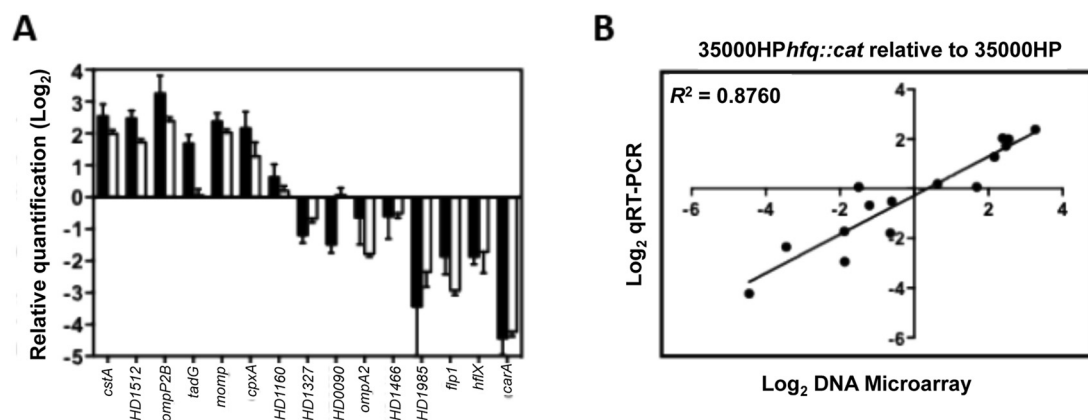 A
Relative quantification (Log2)
4
3
2
1
0
-1
-2
-3
-4
-5
cstA
HD1512
ompP2B
tadG
momp
cpxA
HD1160
HD1327
HD0090
ompA2
HD1466
HD1985
flp1
hflX
carA
B
35000HPhfq::cat relative to 35000HP
R² = 0.8760
Log2 qRT-PCR
4
2
-2
-4
-6
-6
-4
-2
2
4
Log2 DNA Microarray